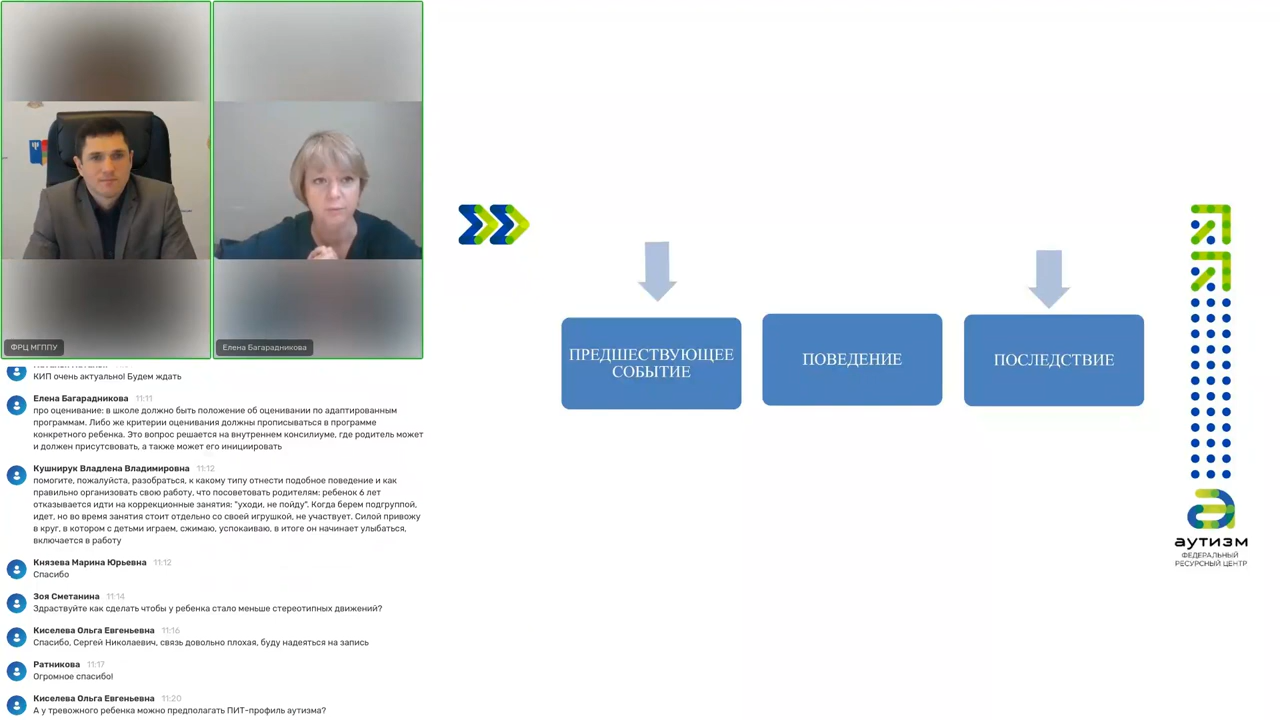 ФРЦ МГППУ
Елена Багарадникова
КИП очень актуально! Будем ждать
Елена Багарадникова 11:11
про оценивание: в школе должно быть положение об оценивании по адаптированным
программам. Либо же критерии оценивания должны прописываться в программе
конкретного ребенка. Это вопрос решается на внутреннем консилиуме, где родитель может
и должен присутсвовать, а также может его инициировать
Кушнирук Владлена Владимировна 11:12
помогите, пожалуйста, разобраться, к какому типу отнести подобное поведение и как
правильно организовать свою работу, что посоветовать родителям: ребенок 6 лет
отказывается идти на коррекционные занятия: "уходи, не пойду". Когда берем подгруппой,
идет, но во время занятия стоит отдельно со своей игрушкой, не участвует. Силой привожу
в круг, в котором с детьми играем, сжимаю, успокаиваю, в итоге он начинает улыбаться,
включается в работу
Князева Марина Юрьевна 11:12
Спасибо
Зоя Сметанина 11:14
Здраствуйте как сделать чтобы у ребенка стало меньше стереотипных движений?
Киселева Ольга Евгеньевна 11:16
Спасибо, Сергей Николаевич, связь довольно плохая, буду надеяться на запись
Ратникова 11:17
Огромное спасибо!
Киселева Ольга Евгеньевна 11:20
А у тревожного ребенка можно предполагать ПИТ-профиль аутизма?
ПРЕДШЕСТВУЮЩЕЕ
СОБЫТИЕ
ПОВЕДЕНИЕ
ПОСЛЕДСТВИЕ
аутизм
ФЕДЕРАЛЬНЫЙ
РЕСУРСНЫЙ ЦЕНТР